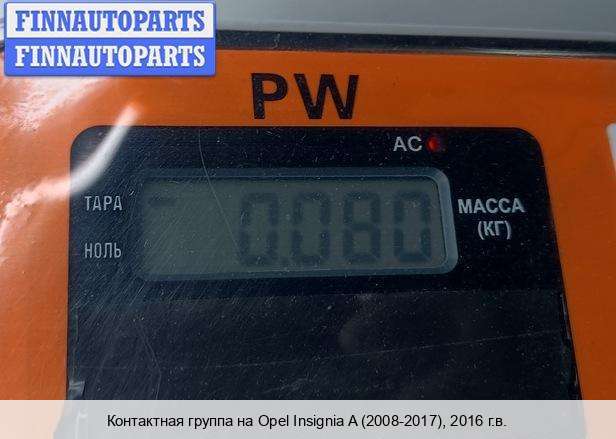 FINNAUTOPARTS
FINNAUTOPARTS
PW
AC
ТАРА
МАССА
0.080
(КГ)
НОЛЬ
Контактная группа на Opel Insignia A (2008-2017), 2016 г.в.